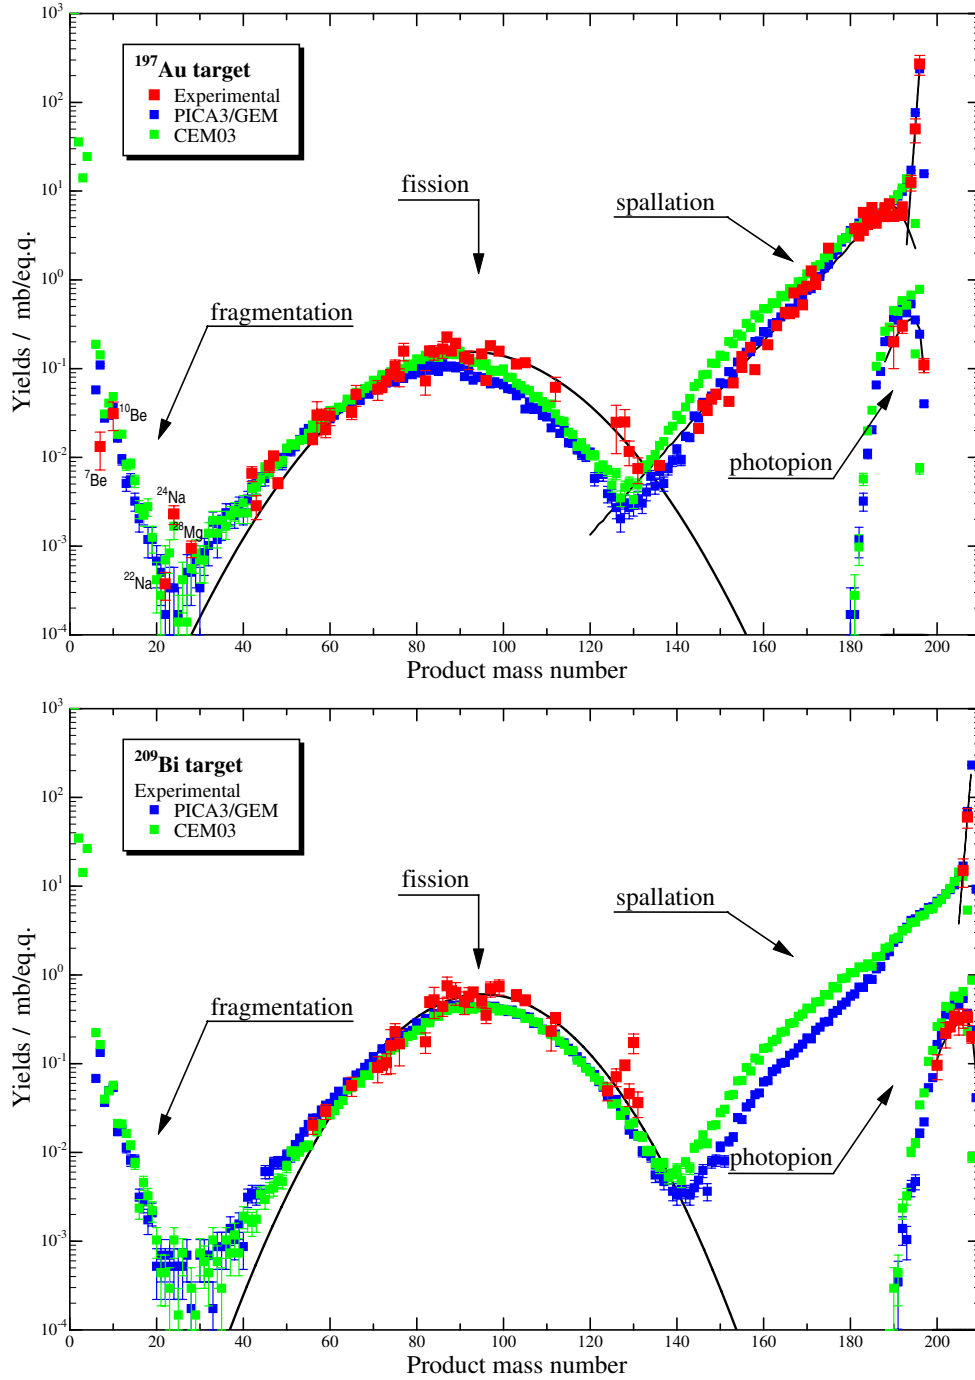 10³
¹⁹⁷Au target
Experimental
PICA3/GEM
CEM03
10²
fission
10¹
spallation
10⁰
fragmentation
10⁻¹
Yields / mb/eq.q.
¹⁰Be
10⁻²
⁷Be
photopion
²⁴Na
²⁸Mg
10⁻³
²²Na
10⁻⁴
0 20 40 60 80 100 120 140 160 180 200
Product mass number
10³
²⁰⁹Bi target
Experimental
PICA3/GEM
CEM03
10²
fission
10¹
spallation
10⁰
fragmentation
10⁻¹
Yields / mb/eq.q.
photopion
10⁻²
10⁻³
10⁻⁴
0 20 40 60 80 100 120 140 160 180 200
Product mass number